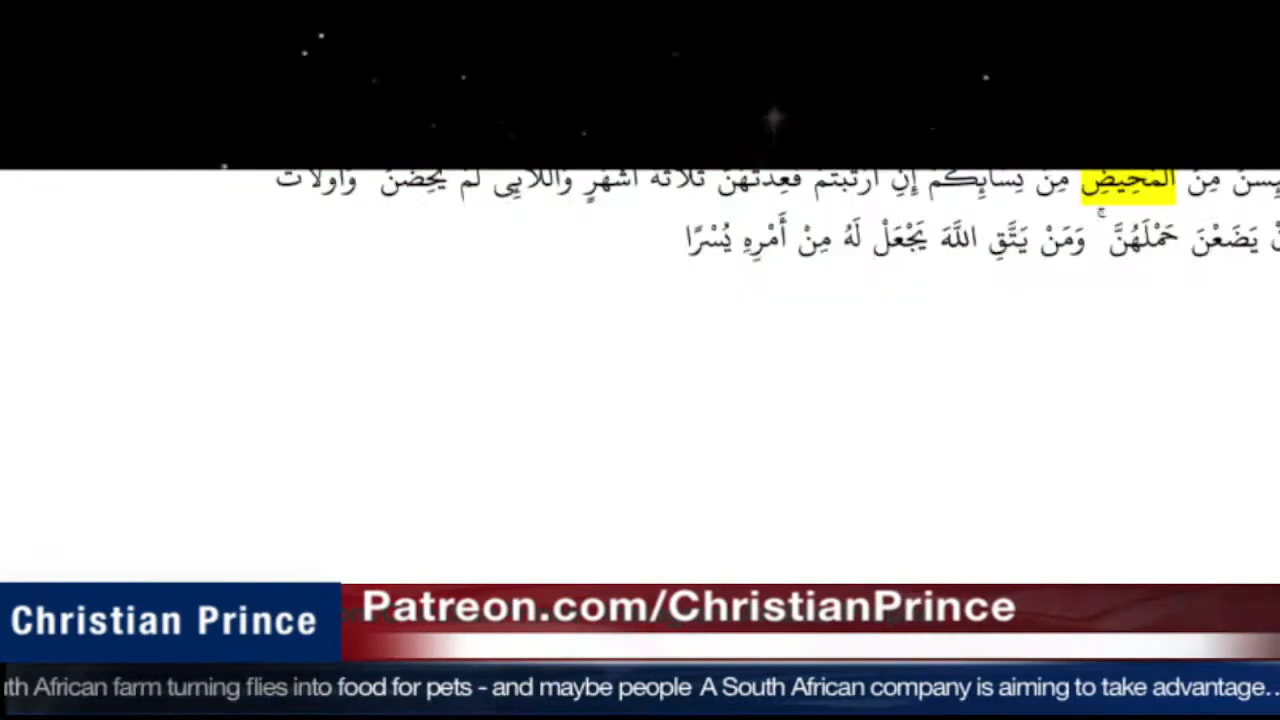 مِنَ الْمَحِيضِ مِنْ نِسَائِكُمْ إِنِ ارْتَبْتُمْ فَعِدَّتُهُنَّ ثَلَاثَةُ أَشْهُرٍ وَاللَّائِي لَمْ يَحِضْنَ وَأُولَاتُ
يَضَعْنَ حَمْلَهُنَّ ۚ وَمَنْ يَتَّقِ اللَّهَ يَجْعَلْ لَهُ مِنْ أَمْرِهِ يُسْرًا
Christian Prince
Patreon.com/ChristianPrince
th African farm turning flies into food for pets - and maybe people A South African company is aiming to take advantage...